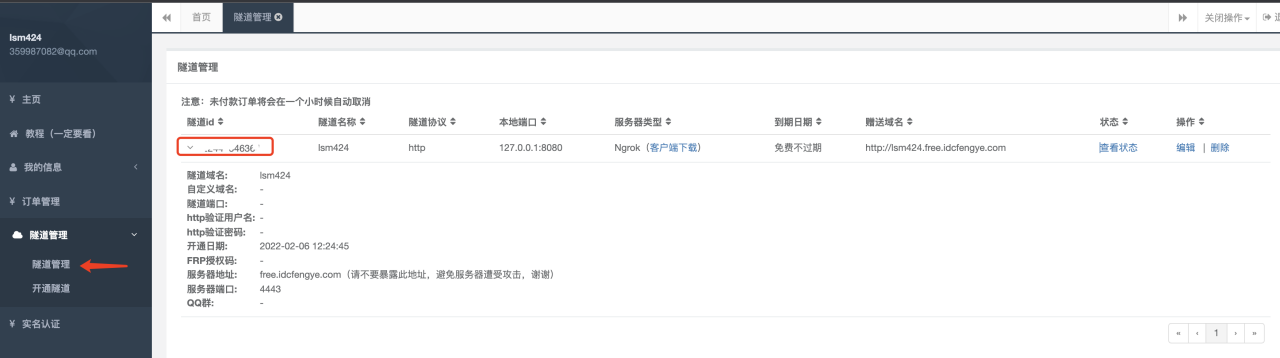 lsm424
359987082@qq.com
主页
教程（一定要看）
我的信息
订单管理
隧道管理
隧道管理
开通隧道
实名认证
首页 隧道管理 关闭操作
隧道管理
注意：未付款订单将会在一个小时候自动取消
隧道id 隧道名称 隧道协议 本地端口 服务器类型 到期日期 赠送域名 状态 操作
lsm424 http 127.0.0.1:8080 Ngrok（客户端下载） 免费不过期 http://lsm424.free.idcfengye.com 查看状态 编辑 | 删除
隧道域名: lsm424
自定义域名: -
隧道端口: -
http验证用户名: -
http验证密码: -
开通日期: 2022-02-06 12:24:45
FRP授权码: -
服务器地址: free.idcfengye.com（请不要暴露此地址，避免服务器遭受攻击，谢谢）
服务器端口: 4443
QQ群: -
« ‹ 1 › »